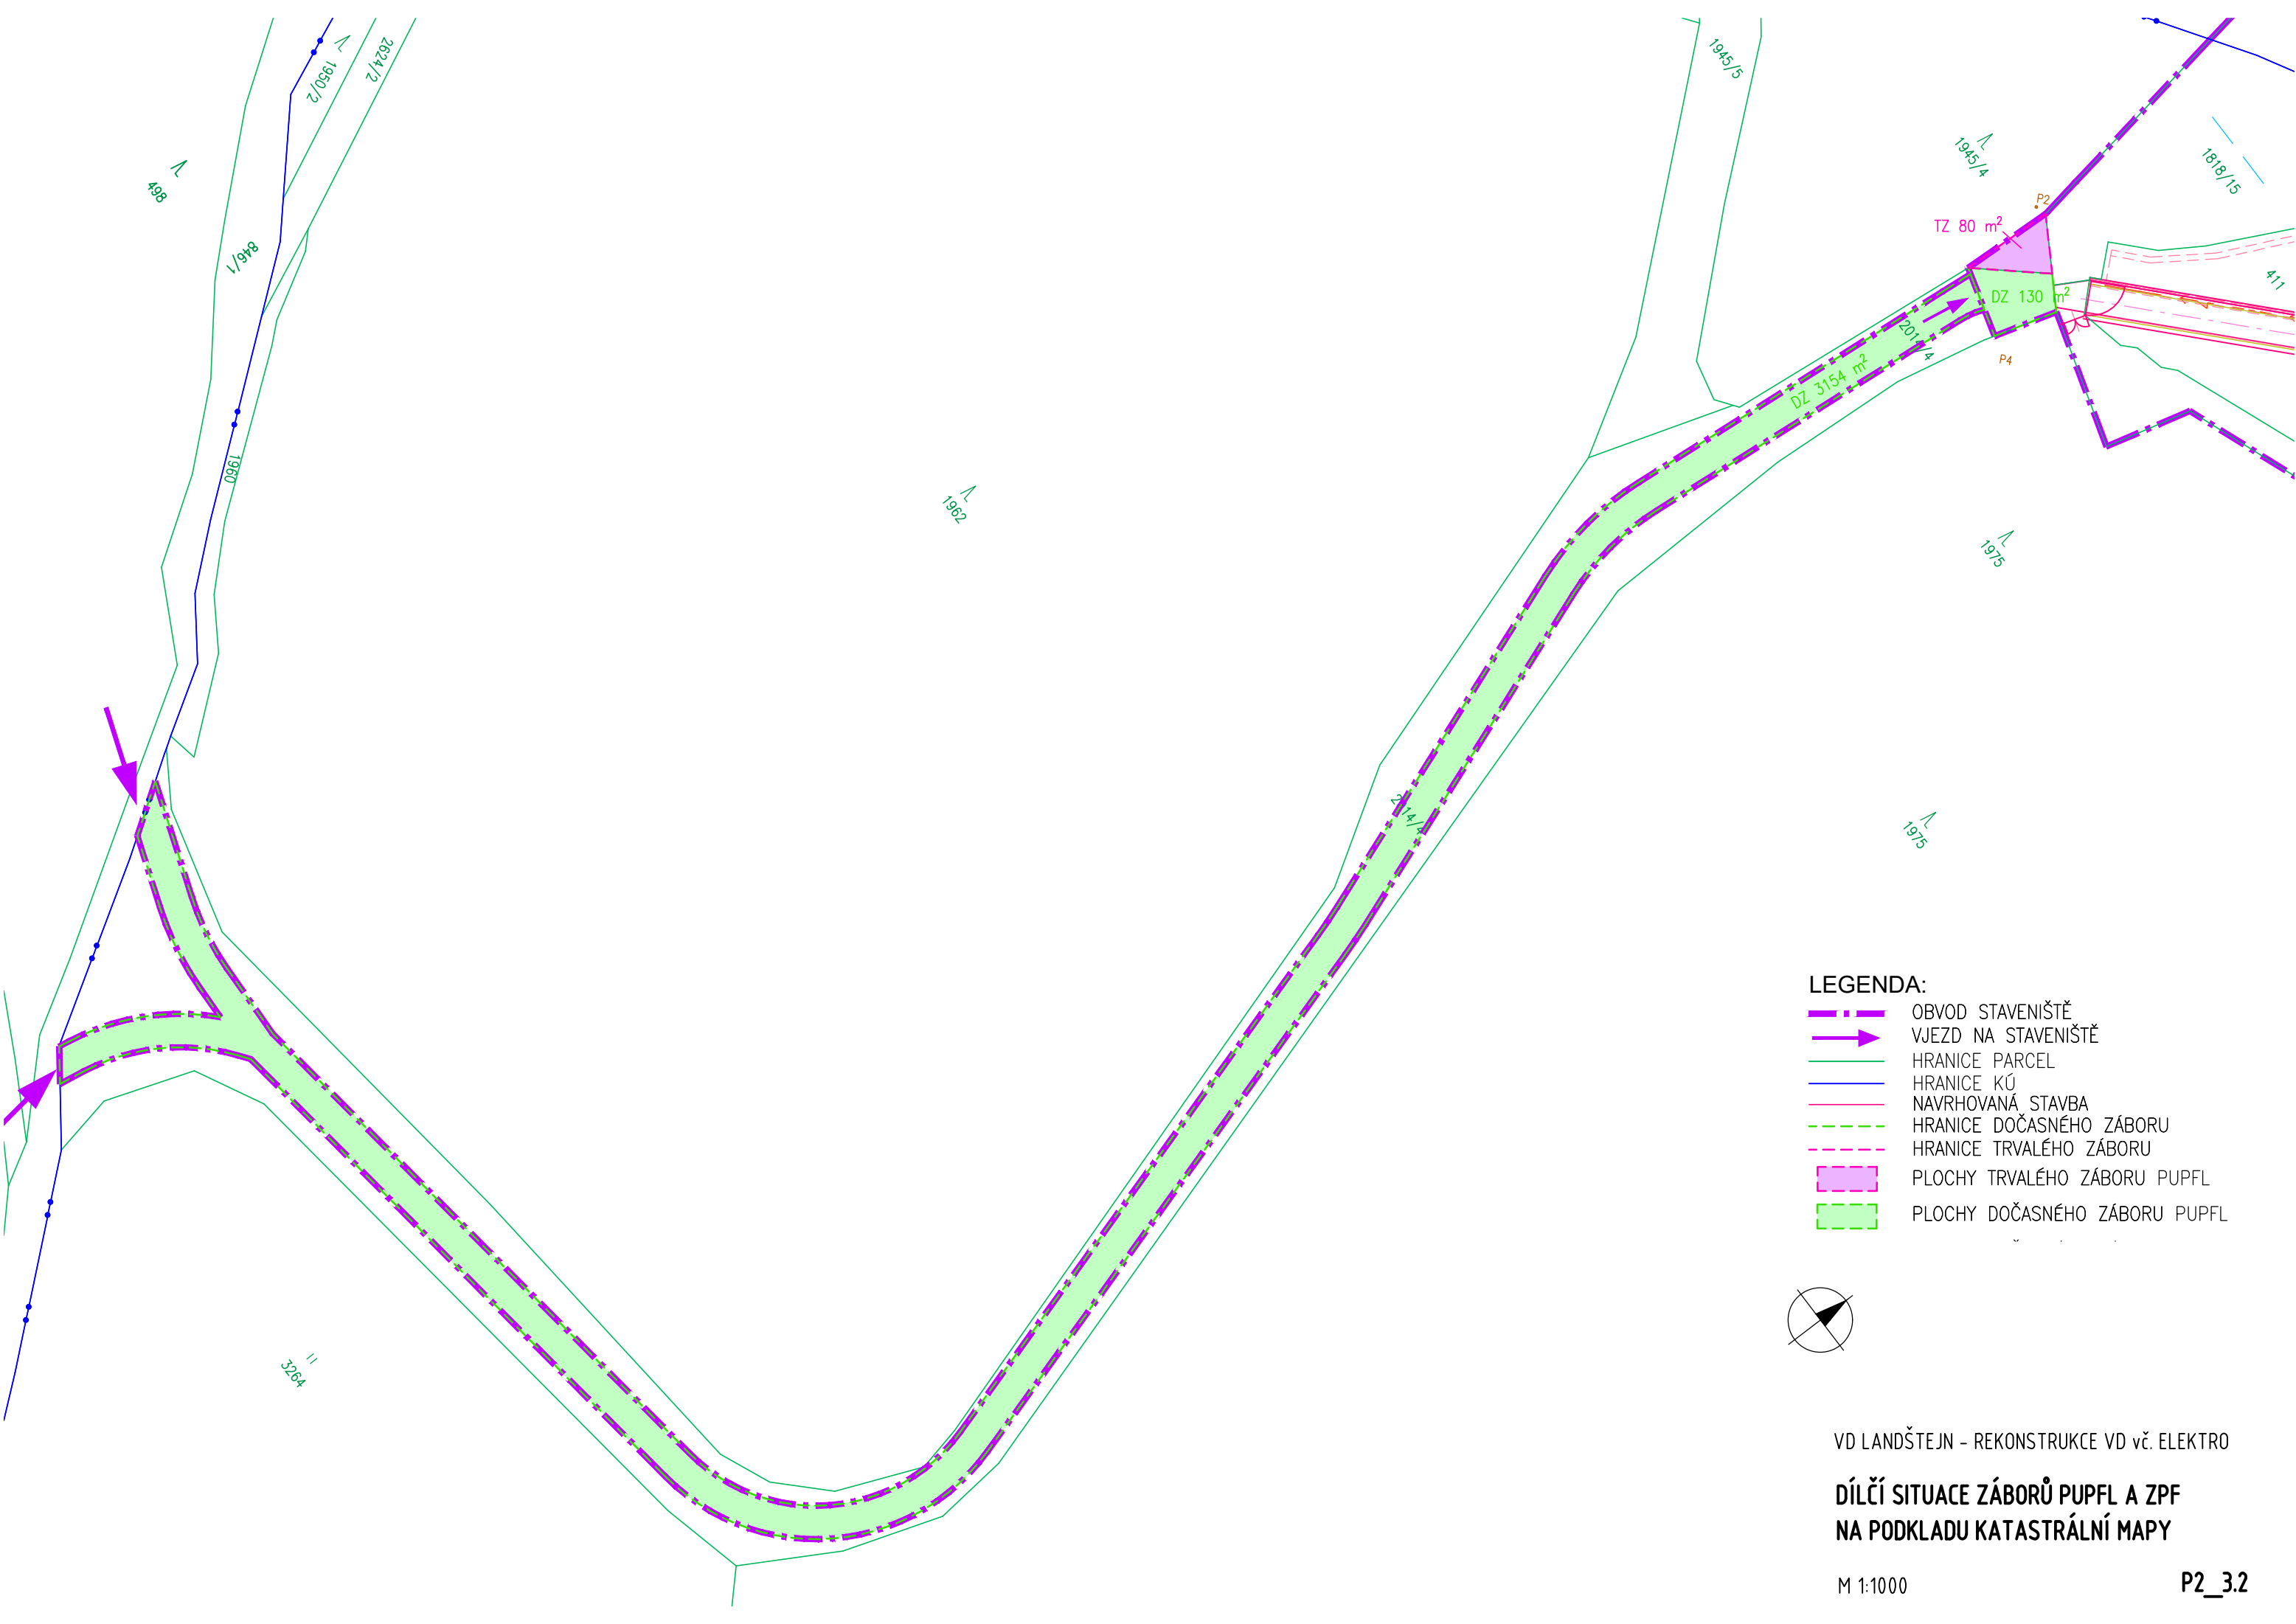 1950/2
2624/2
1945/5
498
846/1
1945/4
1818/15
P2
TZ 80 m²
411
DZ 130 m²
P4
DZ 3154 m²
1960
1962
1975
1975
LEGENDA:
OBVOD STAVENIŠTĚ
VJEZD NA STAVENIŠTĚ
HRANICE PARCEL
HRANICE KÚ
NAVRHOVANÁ STAVBA
HRANICE DOČASNÉHO ZÁBORU
HRANICE TRVALÉHO ZÁBORU
PLOCHY TRVALÉHO ZÁBORU PUPFL
PLOCHY DOČASNÉHO ZÁBORU PUPFL
3264
VD LANDŠTEJN - REKONSTRUKCE VD vč. ELEKTRO
DÍLČÍ SITUACE ZÁBORŮ PUPFL A ZPF
NA PODKLADU KATASTRÁLNÍ MAPY
M 1:1000
P2_3.2